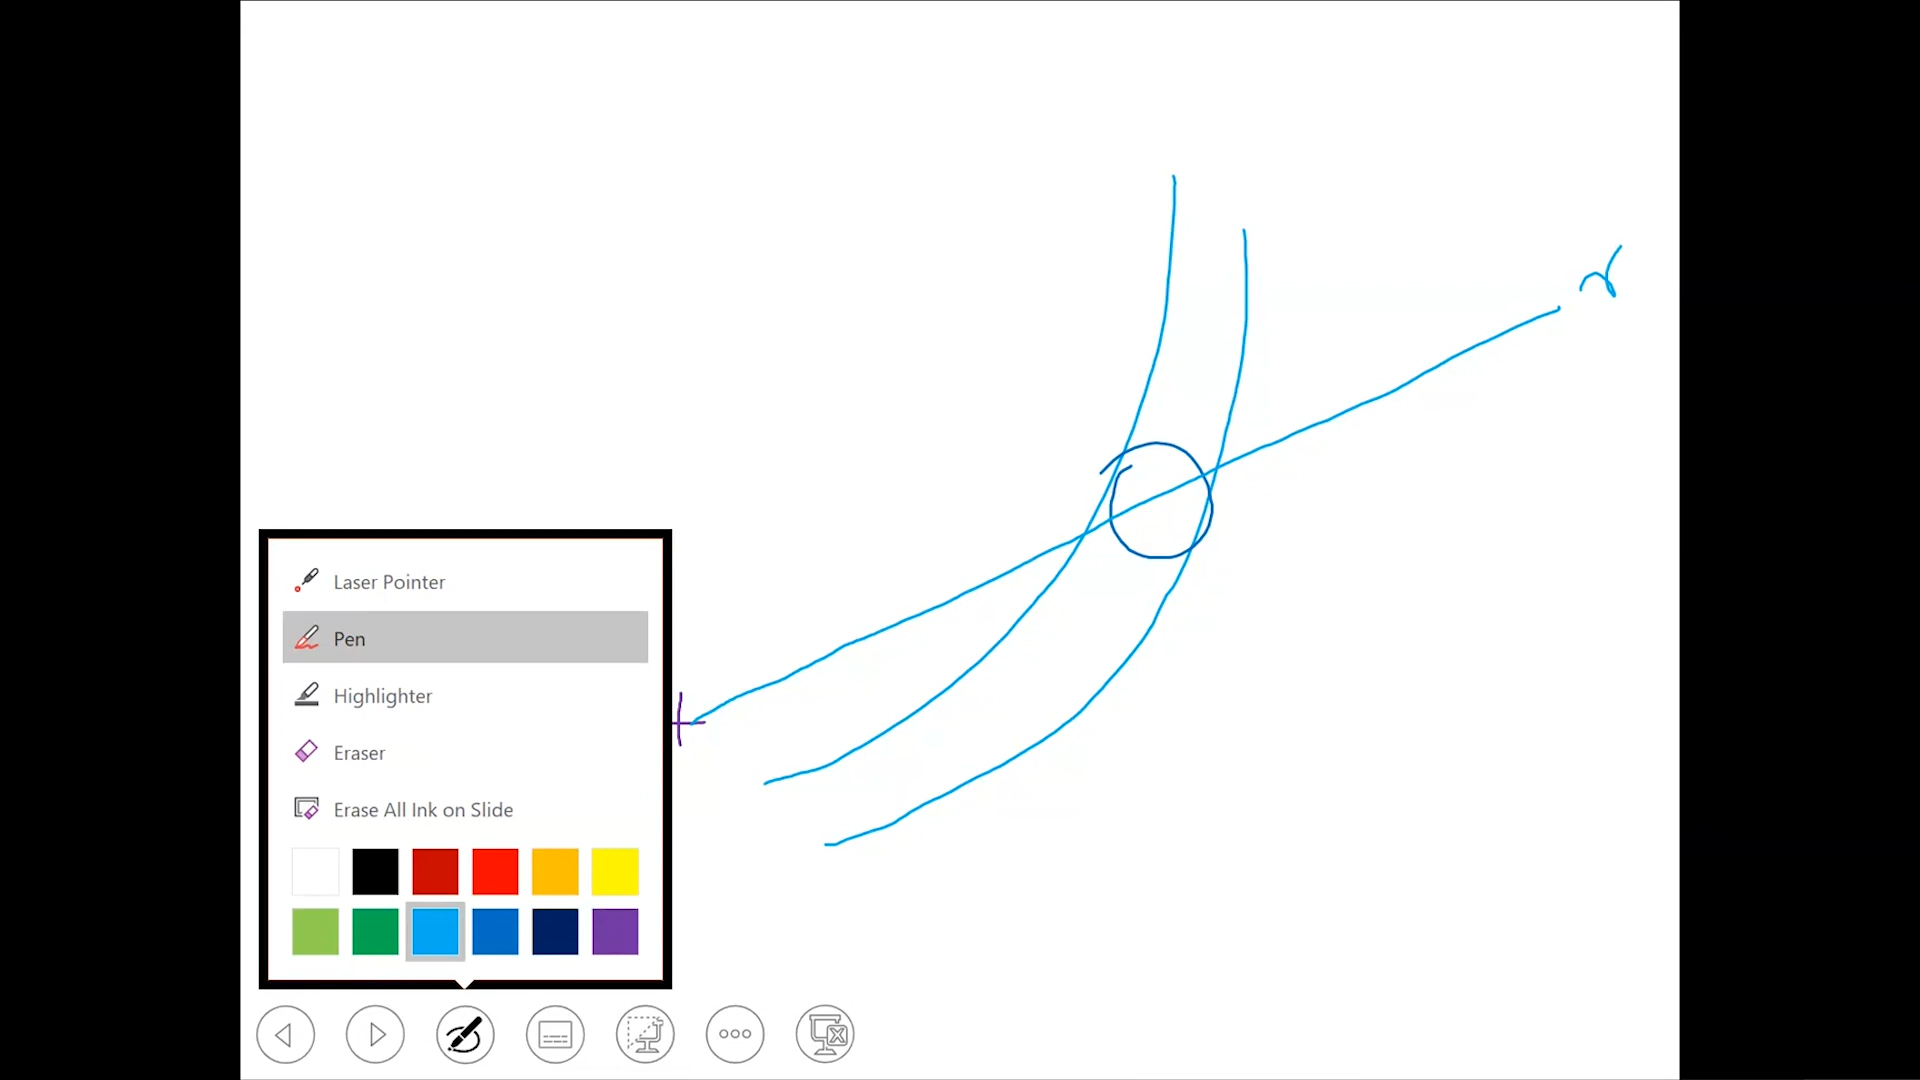 r
Laser Pointer
Pen
Highlighter
Eraser
Erase All Ink on Slide